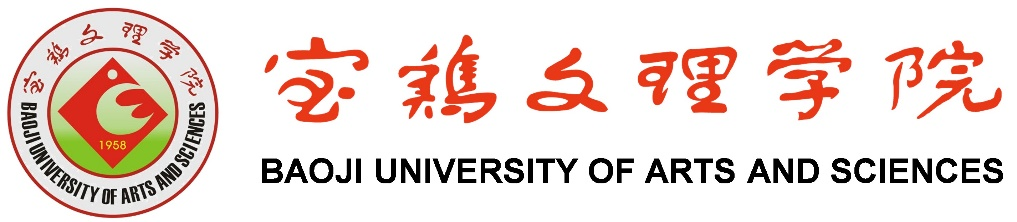 宝鸡文理学院
BAOJI UNIVERSITY OF ARTS AND SCIENCES
1958
宝鸡文理学院
BAOJI UNIVERSITY OF ARTS AND SCIENCES